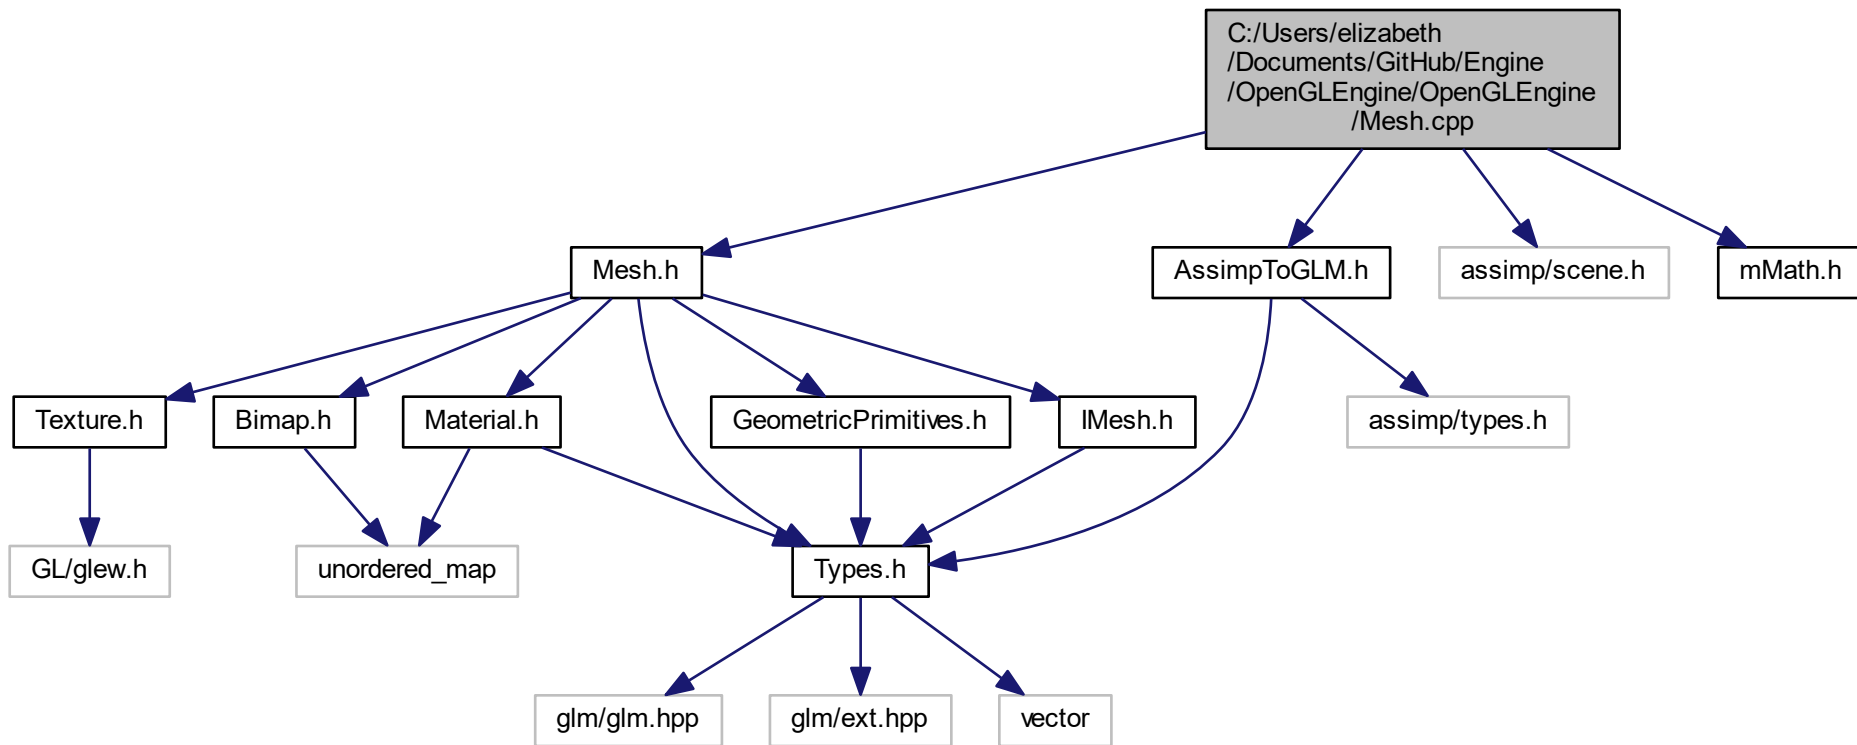 C:/Users/elizabeth
/Documents/GitHub/Engine
/OpenGLEngine/OpenGLEngine
/Mesh.cpp
Mesh.h
AssimpToGLM.h
assimp/scene.h
mMath.h
Texture.h
Bimap.h
Material.h
GeometricPrimitives.h
IMesh.h
assimp/types.h
GL/glew.h
unordered_map
Types.h
glm/glm.hpp
glm/ext.hpp
vector